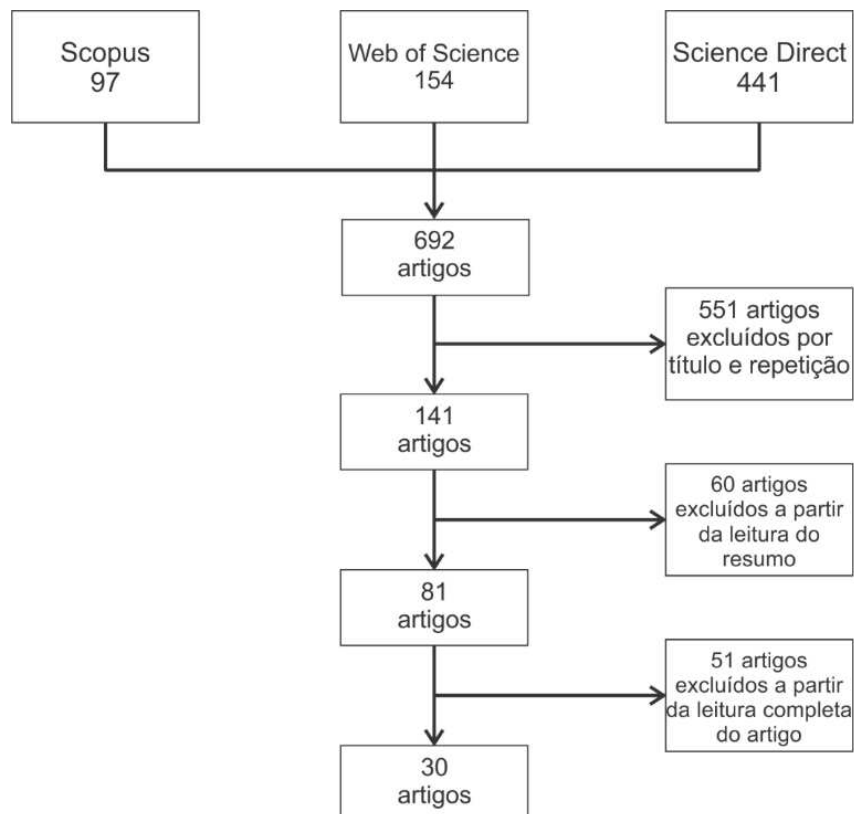 Scopus
97
Web of Science
154
Science Direct
441
692
artigos
551 artigos
excluídos por
título e repetição
141
artigos
60 artigos
excluídos a partir
da leitura do
resumo
81
artigos
51 artigos
excluídos a partir
da leitura completa
do artigo
30
artigos